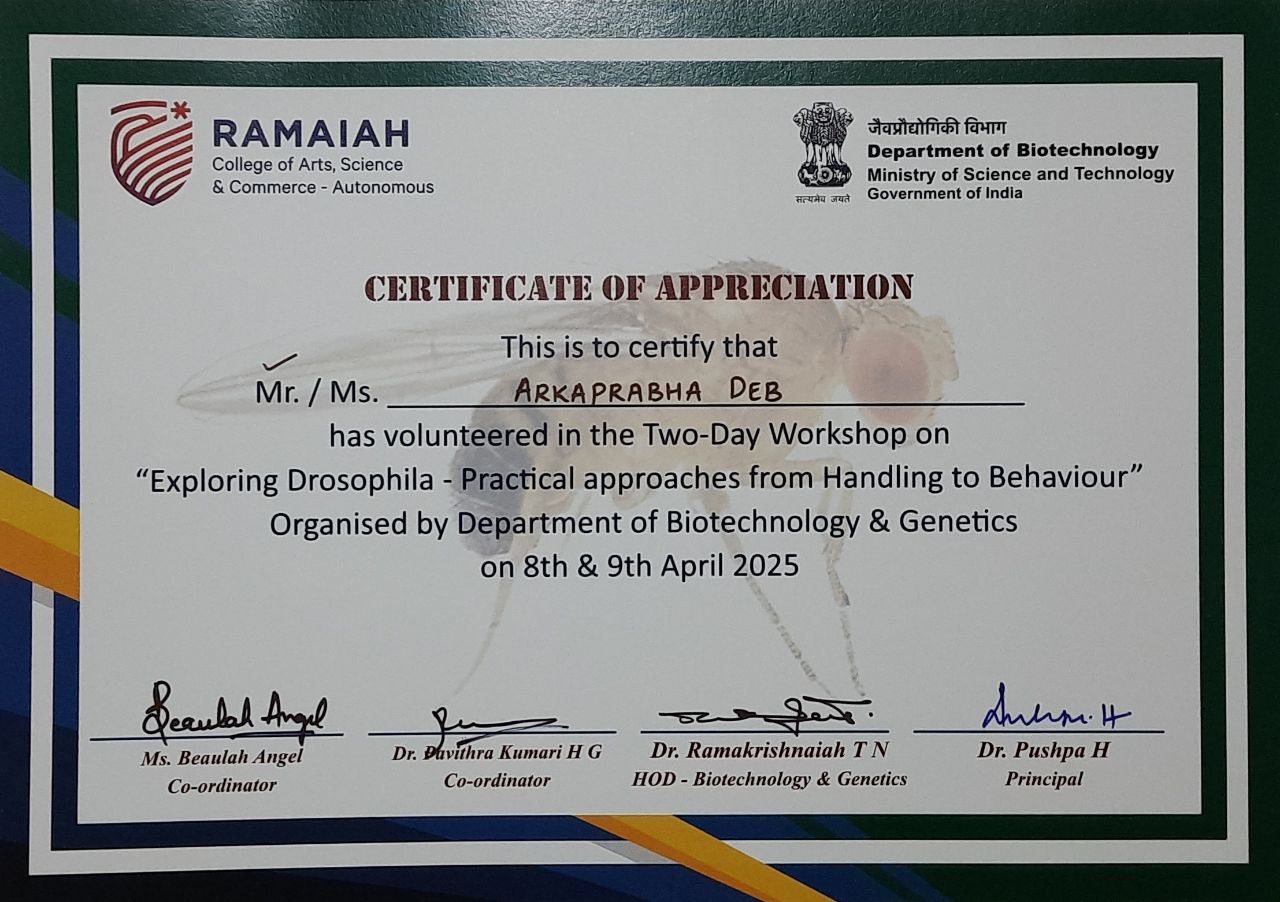 RAMAIAH
College of Arts, Science
& Commerce - Autonomous
जैवप्रौद्योगिकी विभाग
Department of Biotechnology
Ministry of Science and Technology
Government of India
सत्यमेव जयते
CERTIFICATE OF APPRECIATION
This is to certify that
Mr. / Ms. ARKAPRABHA DEB
has volunteered in the Two-Day Workshop on
“Exploring Drosophila - Practical approaches from Handling to Behaviour”
Organised by Department of Biotechnology & Genetics
on 8th & 9th April 2025
Beaulah Angel
Ms. Beaulah Angel
Co-ordinator
Dr. Pavithra Kumari H G
Co-ordinator
Dr. Ramakrishnaiah T N
HOD - Biotechnology & Genetics
Dr. Pushpa H
Principal